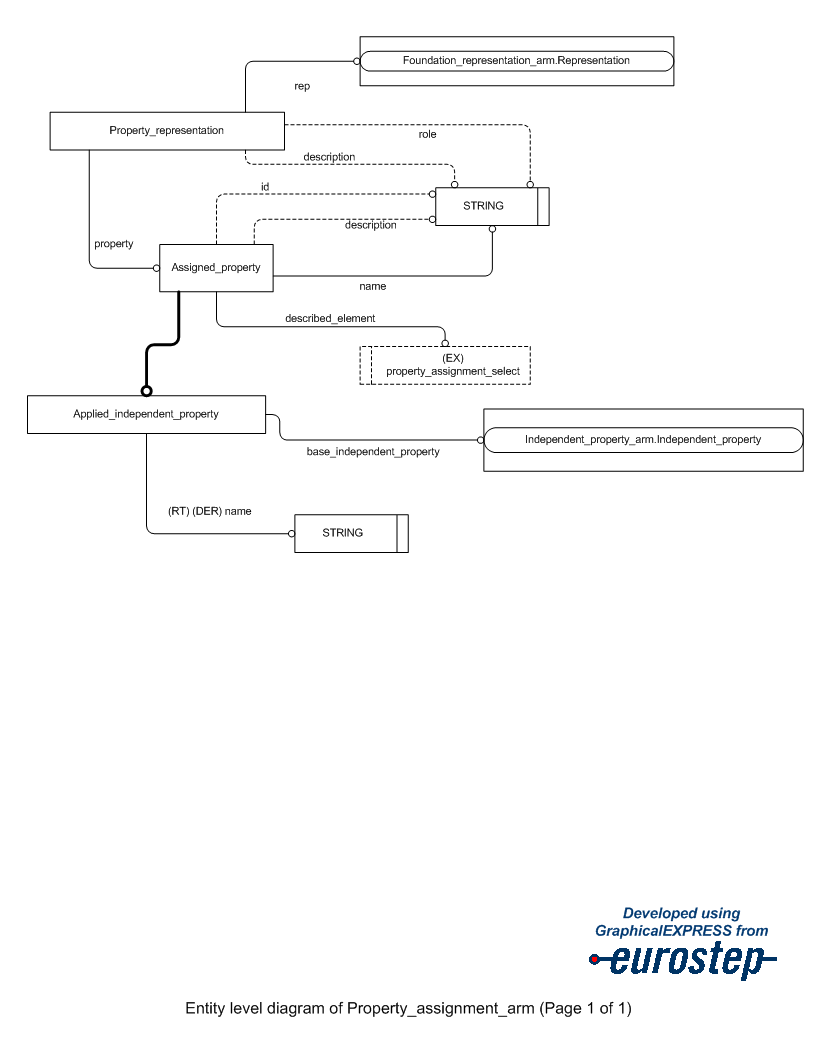 Foundation_representation_arm.Representation
rep
Property_representation
role
description
id
STRING
description
property
Assigned_property
name
described_element
(EX)
property_assignment_select
Applied_independent_property
Independent_property_arm.Independent_property
base_independent_property
(RT) (DER) name
STRING
Developed using
GraphicalEXPRESS from
eurostep
Entity level diagram of Property_assignment_arm (Page 1 of 1)